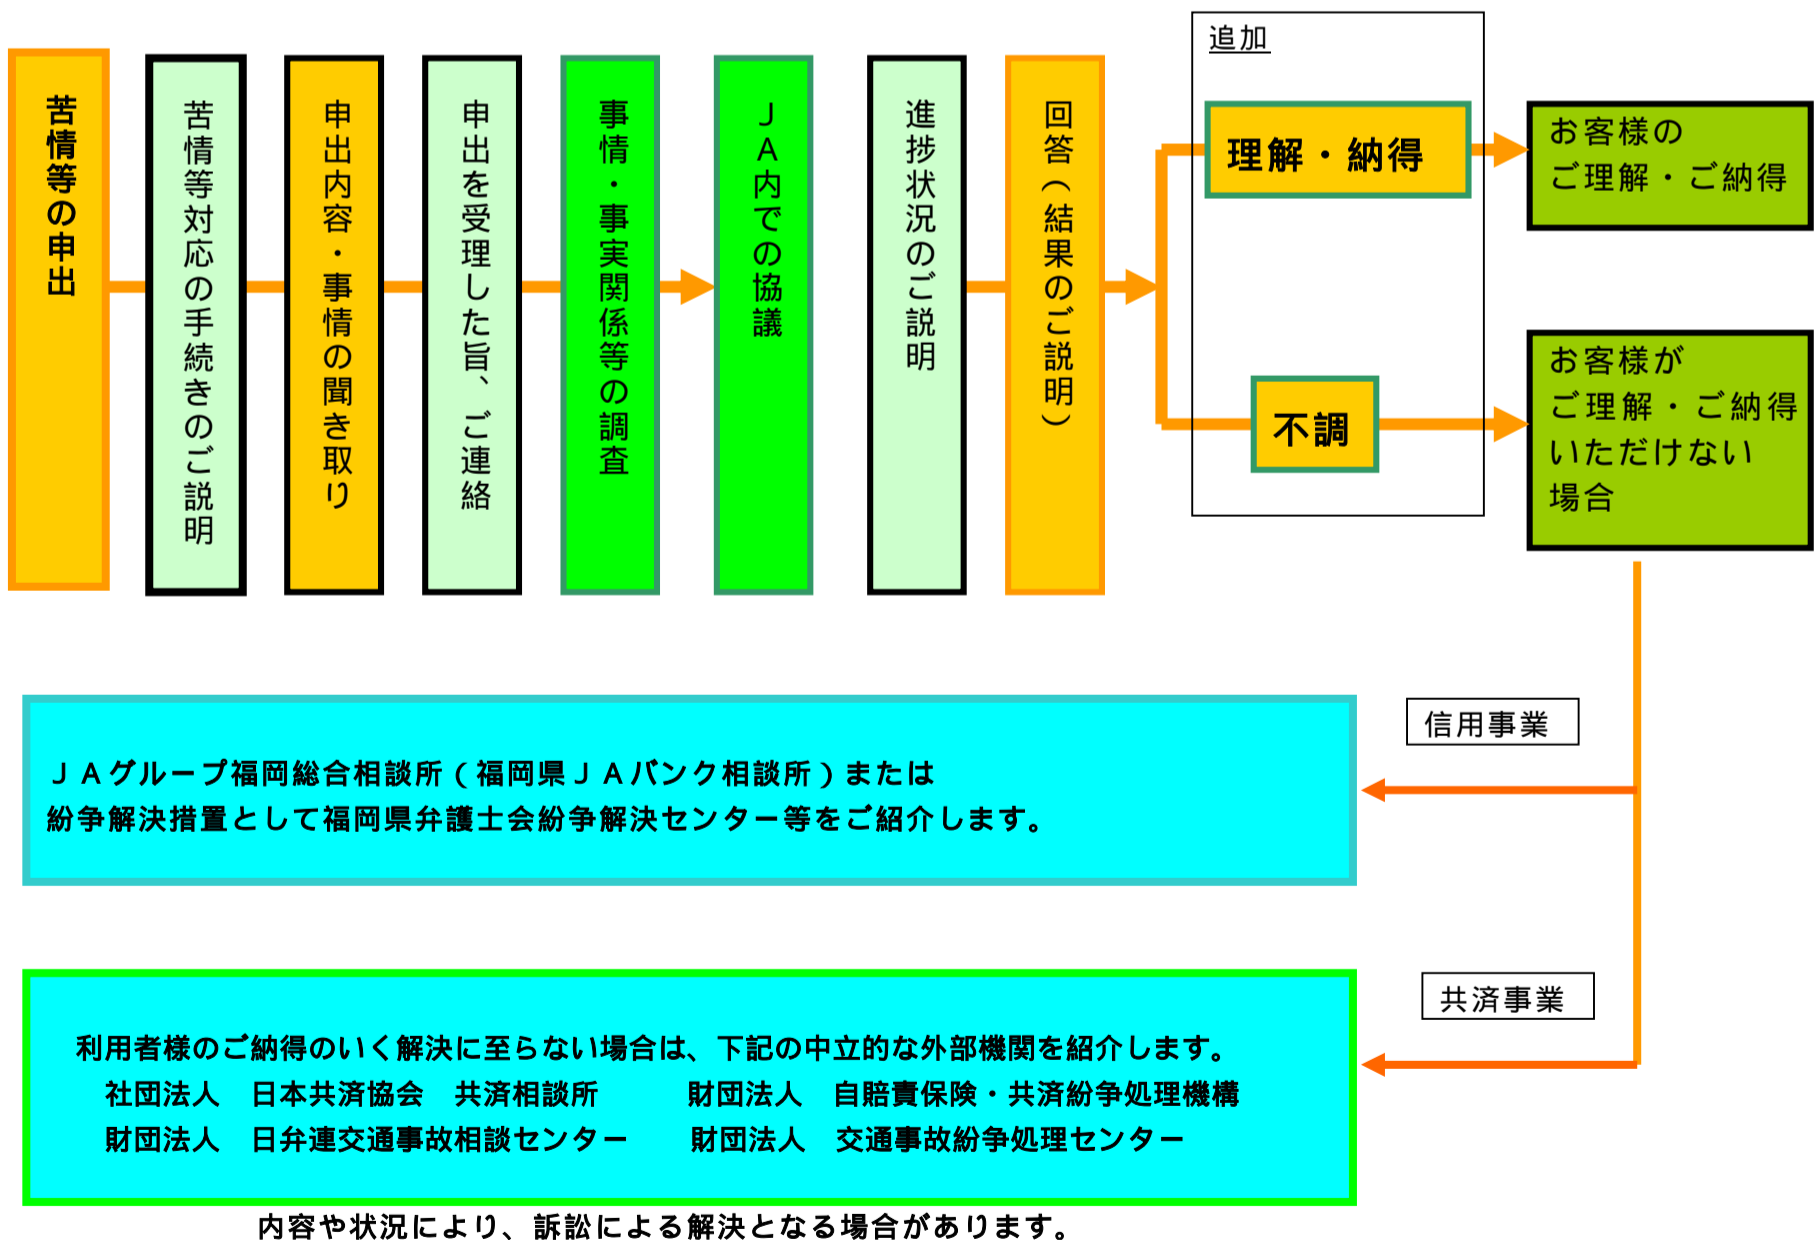 苦情等の申出
苦情等対応の手続きのご説明
申出内容・事情の聞き取り
申出を受理した旨、ご連絡
事情・事実関係等の調査
ＪＡ内での協議
進捗状況のご説明
回答（結果のご説明）
追加
理解・納得
お客様の
ご理解・ご納得
不調
お客様が
ご理解・ご納得
いただけない
場合
信用事業
ＪＡグループ福岡総合相談所（福岡県ＪＡバンク相談所）または
紛争解決措置として福岡県弁護士会紛争解決センター等をご紹介します。
共済事業
利用者様のご納得のいく解決に至らない場合は、下記の中立的な外部機関を紹介します。
社団法人　日本共済協会　共済相談所　　　財団法人　自賠責保険・共済紛争処理機構
財団法人　日弁連交通事故相談センター　　財団法人　交通事故紛争処理センター
内容や状況により、訴訟による解決となる場合があります。